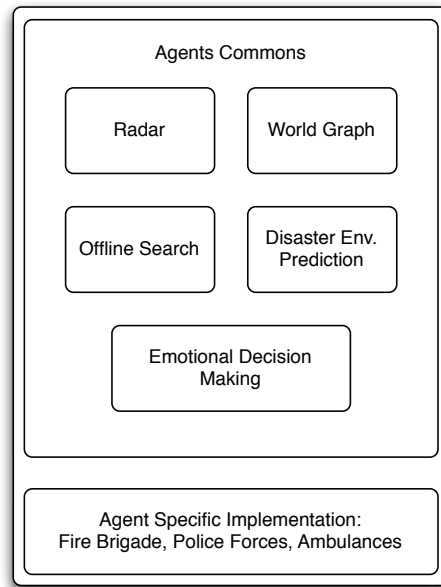 Agents Commons
Radar
World Graph
Offline Search
Disaster Env.
Prediction
Emotional Decision
Making
Agent Specific Implementation:
Fire Brigade, Police Forces, Ambulances